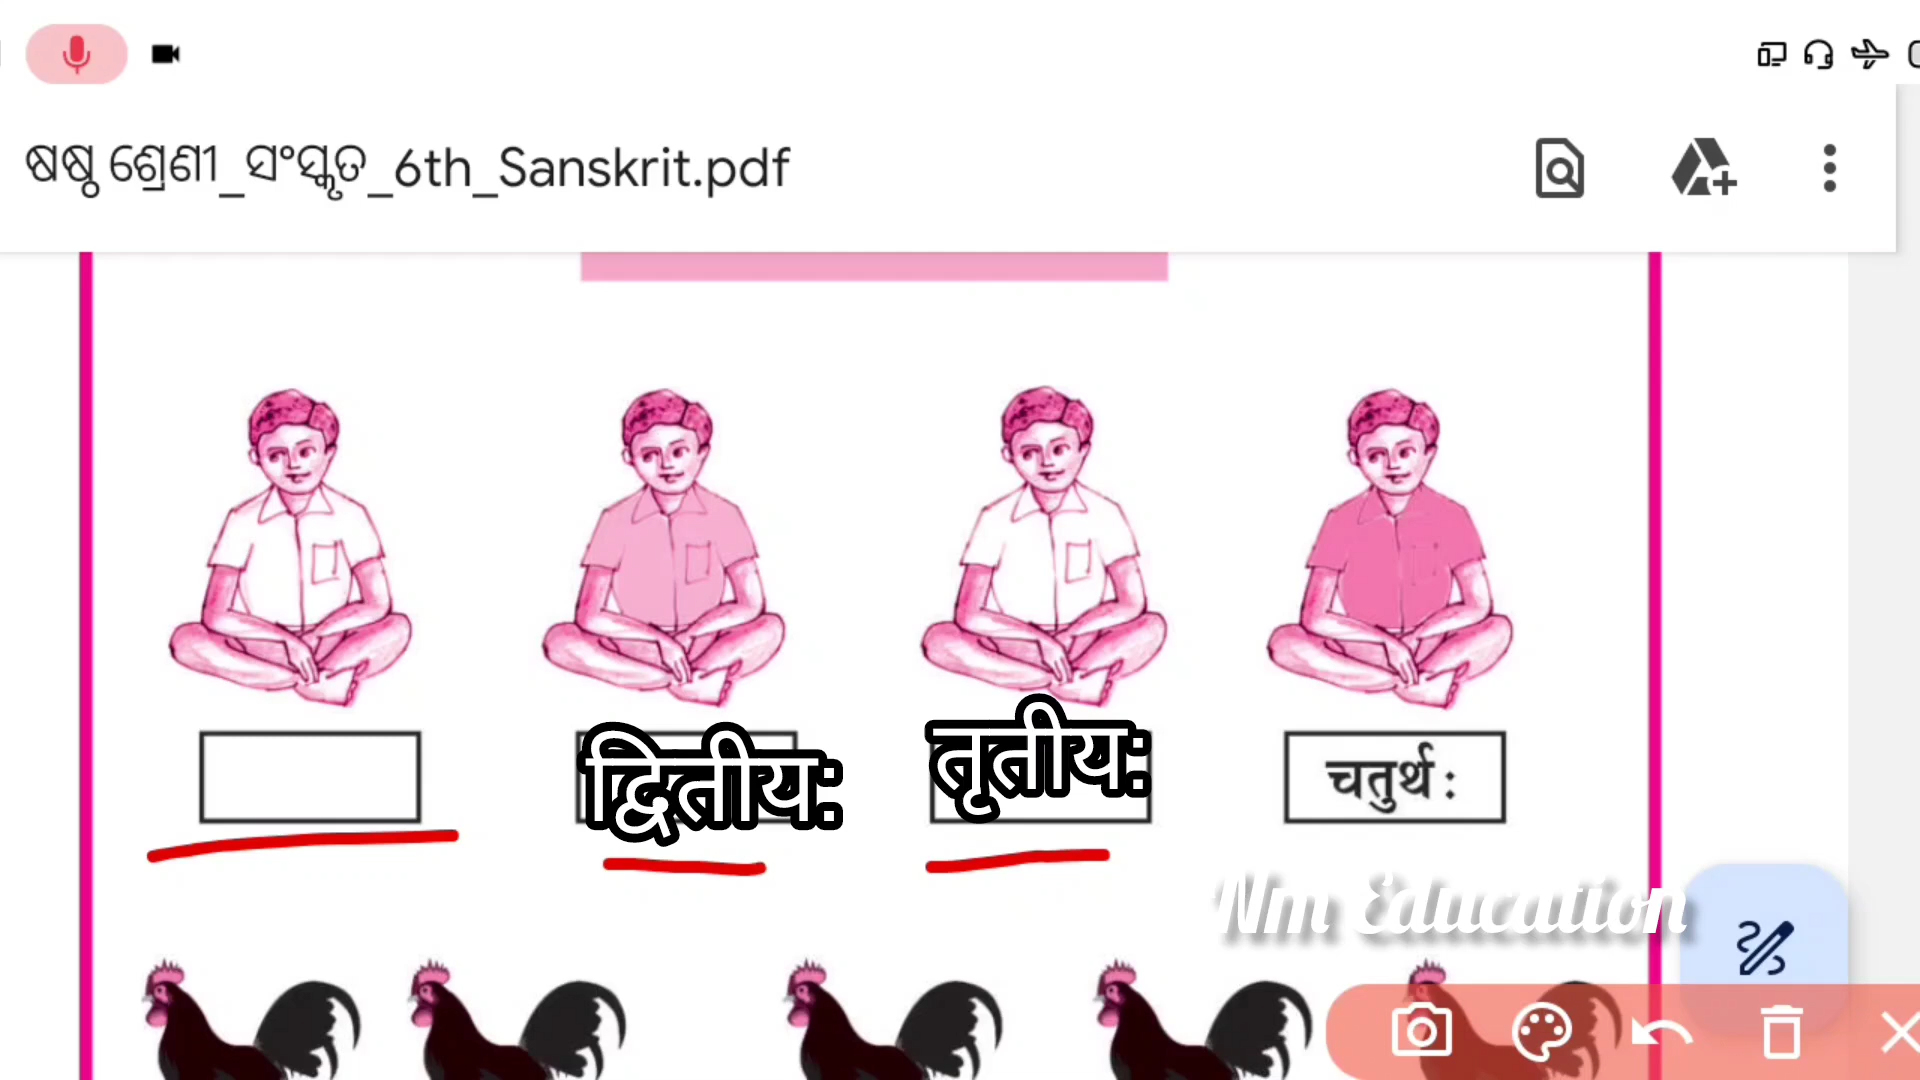 ଷଷ୍ଠ ଶ୍ରେଣୀ_ସଂସ୍କୃତ_6th_Sanskrit.pdf
द्वितीयः तृतीयः चतुर्थः
Nm Education